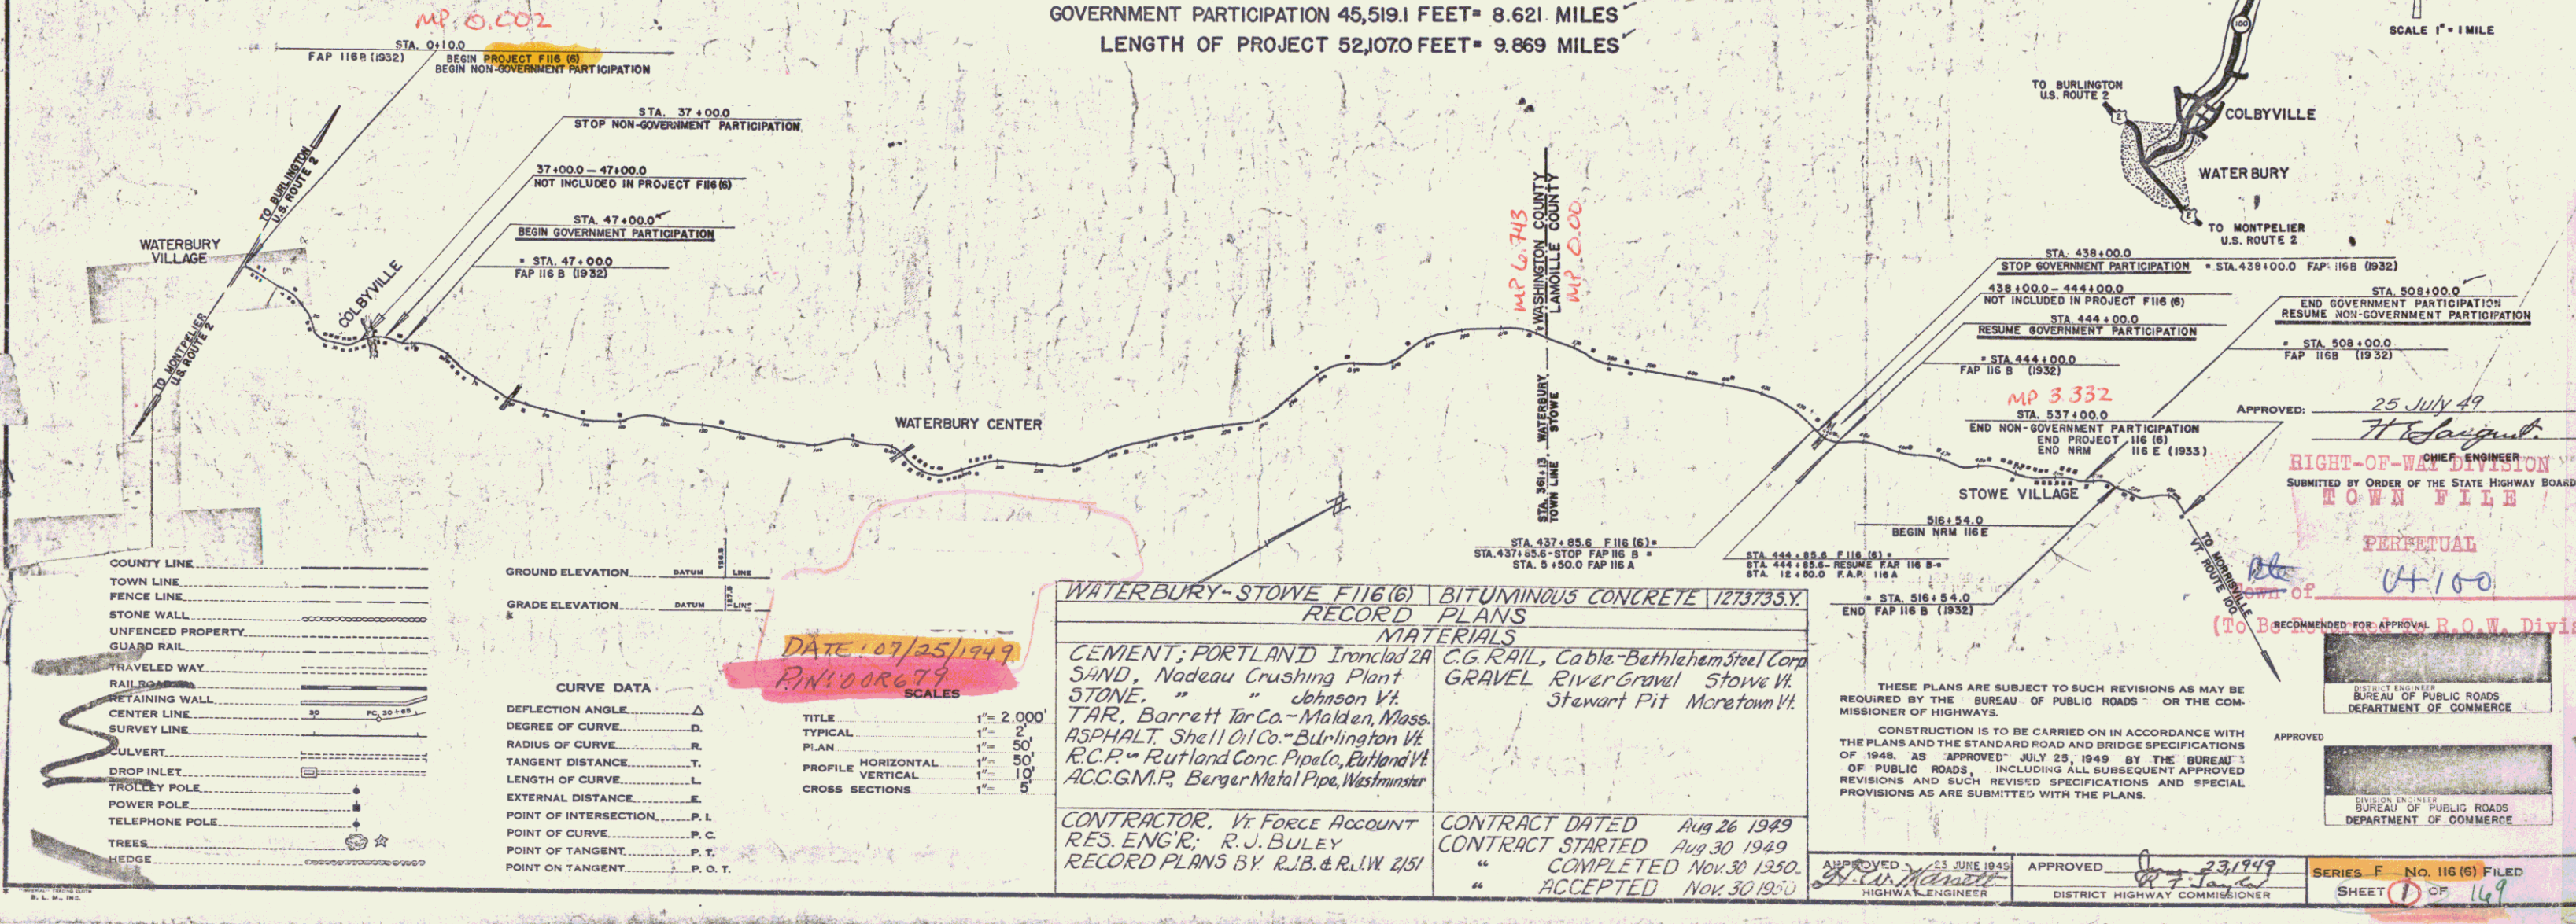 MP. 0.002
GOVERNMENT PARTICIPATION 45,519.1 FEET= 8.621 MILES
LENGTH OF PROJECT 52,107.0 FEET= 9.869 MILES
SCALE 1"=1 MILE
100
STA. 0+10.0
FAP 116B (1932)
BEGIN PROJECT F116 (6)
BEGIN NON-GOVERNMENT PARTICIPATION
STA. 37+00.0
STOP NON-GOVERNMENT PARTICIPATION
37+00.0-47+00.0
NOT INCLUDED IN PROJECT F116(6)
STA. 47+00.0
BEGIN GOVERNMENT PARTICIPATION
= STA. 47+00.0
FAP 116 B (1932)
TO BURLINGTON
U.S. ROUTE 2
WATERBURY
VILLAGE
TO MONTPELIER
U.S. ROUTE 2
COLBYVILLE
WATERBURY CENTER
MP 6.743
WASHINGTON COUNTY
LAMOILLE COUNTY
MP. 0.00
STA. 361+13
TOWN LINE
WATERBURY
STOWE
TO BURLINGTON
U.S. ROUTE 2
2
COLBYVILLE
WATERBURY
2
TO MONTPELIER
U.S. ROUTE 2
STA. 438+00.0
STOP GOVERNMENT PARTICIPATION = STA.438+00.0 FAP 116B (1932)
438+00.0-444+00.0
NOT INCLUDED IN PROJECT F116 (6)
STA. 444+00.0
RESUME GOVERNMENT PARTICIPATION
= STA. 444+00.0
FAP 116 B (1932)
STA. 508+00.0
END GOVERNMENT PARTICIPATION
RESUME NON-GOVERNMENT PARTICIPATION
= STA. 508+00.0
FAP 116B (1932)
MP 3.332
STA. 537+00.0
END NON-GOVERNMENT PARTICIPATION
END PROJECT 116 (6)
END NRM 116 E (1933)
STOWE VILLAGE
516+54.0
BEGIN NRM 116E
= STA. 516+54.0
END FAP 116 B (1932)
STA. 437+85.6 F116(6)=
STA.437+85.6-STOP FAP 116 B =
STA. 5+50.0 FAP 116 A
STA. 444+85.6 F116(6)=
STA. 444+85.6-RESUME FAP 116 B=
STA. 12+50.0 F.A.P. 116A
TO MORRISVILLE
VT. ROUTE 100
APPROVED: 25 July 49
CHIEF ENGINEER
RIGHT-OF-WAY DIVISION
SUBMITTED BY ORDER OF THE STATE HIGHWAY BOARD
TOWN FILE
PERPETUAL
Rte
Town of Vt 100
RECOMMENDED FOR APPROVAL
DISTRICT ENGINEER
BUREAU OF PUBLIC ROADS
DEPARTMENT OF COMMERCE
APPROVED
DIVISION ENGINEER
BUREAU OF PUBLIC ROADS
DEPARTMENT OF COMMERCE
COUNTY LINE
TOWN LINE
FENCE LINE
STONE WALL
UNFENCED PROPERTY
GUARD RAIL
TRAVELED WAY
RAILROAD
RETAINING WALL
CENTER LINE
SURVEY LINE
CULVERT
DROP INLET
TROLLEY POLE
POWER POLE
TELEPHONE POLE
TREES
HEDGE
GROUND ELEVATION DATUM LINE
GRADE ELEVATION DATUM LINE
CURVE DATA
DEFLECTION ANGLE Δ
DEGREE OF CURVE D.
RADIUS OF CURVE R.
TANGENT DISTANCE T.
LENGTH OF CURVE L
EXTERNAL DISTANCE E.
POINT OF INTERSECTION P.I.
POINT OF CURVE P.C.
POINT OF TANGENT P.T.
POINT ON TANGENT P.O.T.
DATE: 07/25/1949
PIN: 00R679
SCALES
TITLE 1"= 2,000'
TYPICAL 1"= 2'
PLAN 1"= 50'
PROFILE HORIZONTAL 1"= 50'
VERTICAL 1"= 10'
CROSS SECTIONS 1"= 5'
WATERBURY-STOWE F116(6) BITUMINOUS CONCRETE 127373S.Y.
RECORD PLANS
MATERIALS
CEMENT; PORTLAND Ironclad 2A
SAND, Nadeau Crushing Plant
STONE, " " Johnson Vt.
TAR, Barrett Tar Co.-Malden, Mass.
ASPHALT, Shell Oil Co.-Burlington Vt.
R.C.P.- Rutland Conc. Pipe Co., Rutland Vt.
AC.C.G.M.P., Berger Metal Pipe, Westminster
C.G. RAIL, Cable-Bethlehem Steel Corp
GRAVEL River Gravel Stowe Vt.
Stewart Pit Moretown Vt.
CONTRACTOR. VT. FORCE ACCOUNT
RES. ENG'R; R.J. BULEY
RECORD PLANS BY R.J.B. & R.J.W. 2/51
CONTRACT DATED Aug 26 1949
CONTRACT STARTED Aug 30 1949
" COMPLETED Nov. 30 1950
" ACCEPTED Nov. 30 1950
THESE PLANS ARE SUBJECT TO SUCH REVISIONS AS MAY BE
REQUIRED BY THE BUREAU OF PUBLIC ROADS OR THE COM-
MISSIONER OF HIGHWAYS.
CONSTRUCTION IS TO BE CARRIED ON IN ACCORDANCE WITH
THE PLANS AND THE STANDARD ROAD AND BRIDGE SPECIFICATIONS
OF 1948, AS APPROVED JULY 25, 1949 BY THE BUREAU
OF PUBLIC ROADS, INCLUDING ALL SUBSEQUENT APPROVED
REVISIONS AND SUCH REVISED SPECIFICATIONS AND SPECIAL
PROVISIONS AS ARE SUBMITTED WITH THE PLANS.
APPROVED 23 JUNE 1949
HIGHWAY ENGINEER
APPROVED June 23, 1949
DISTRICT HIGHWAY COMMISSIONER
SERIES F No. 116 (6) FILED
SHEET 1 OF 169